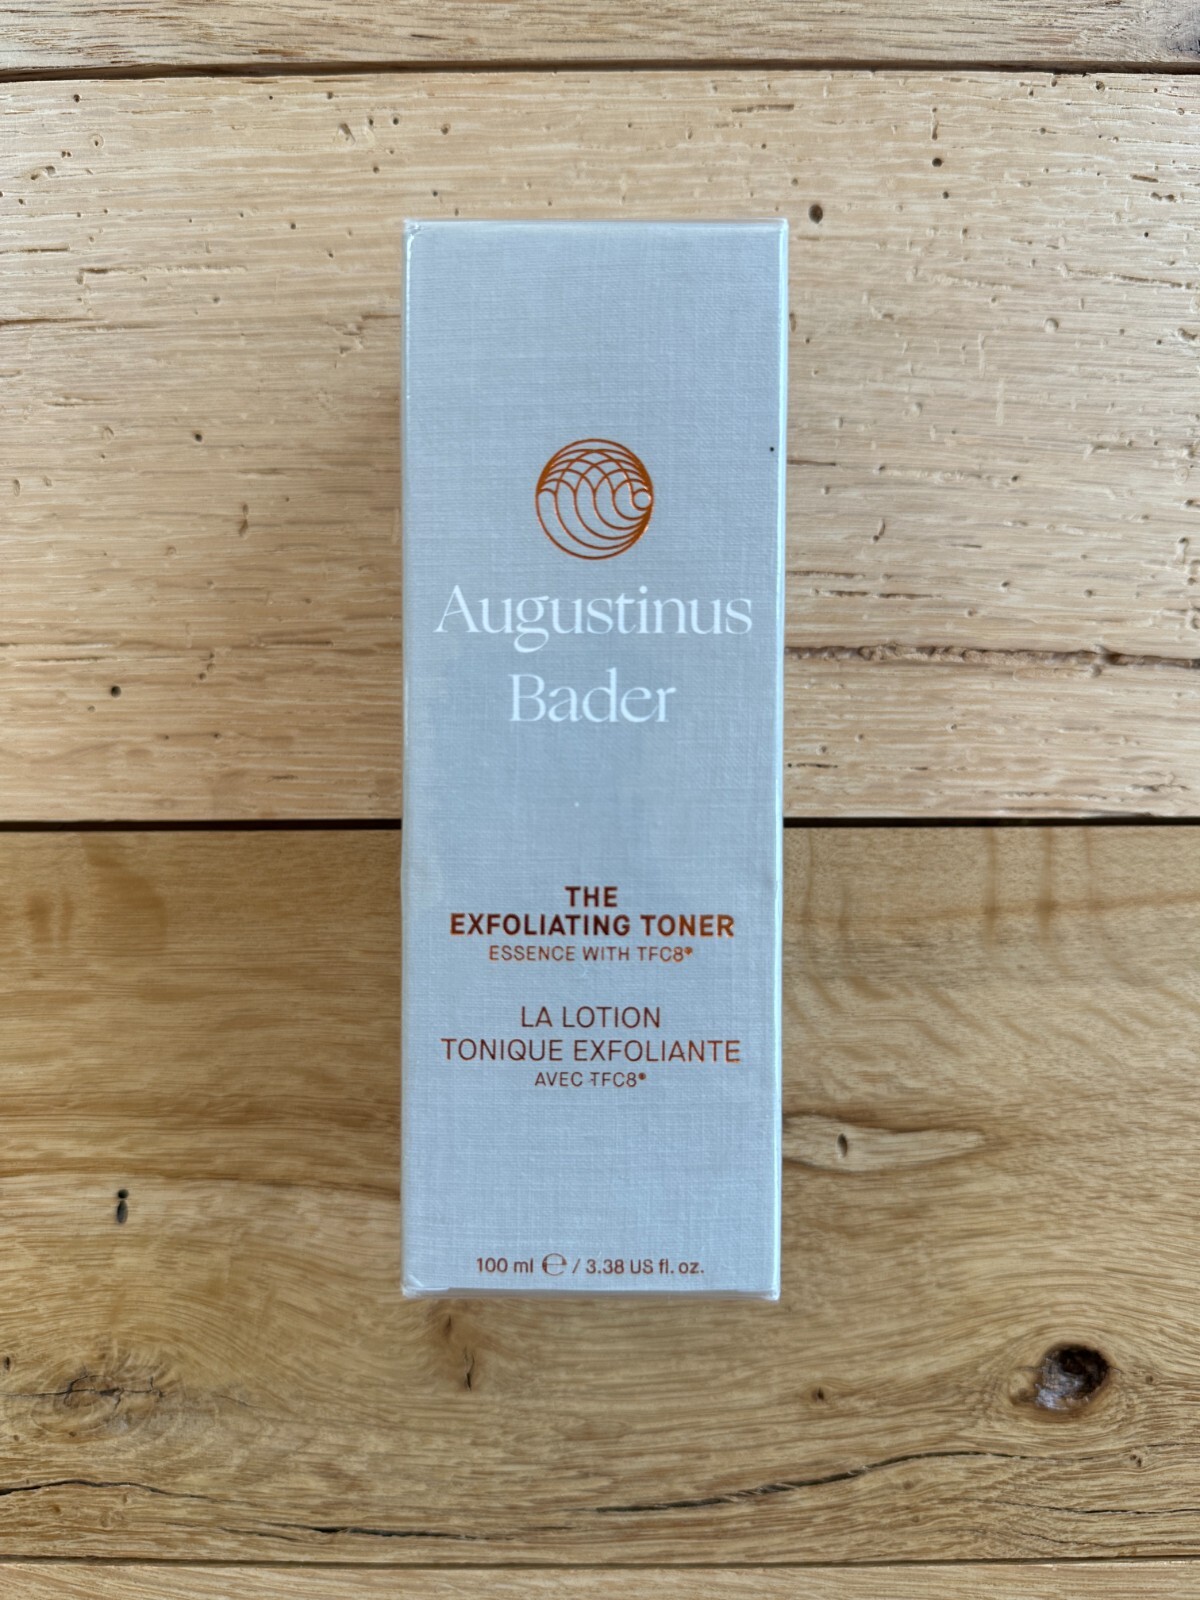 Augustinus
Bader
THE
EXFOLIATING TONER
ESSENCE WITH TFC8®
LA LOTION
TONIQUE EXFOLIANTE
AVEC TFC8®
100 ml ℮ / 3.38 US fl. oz.